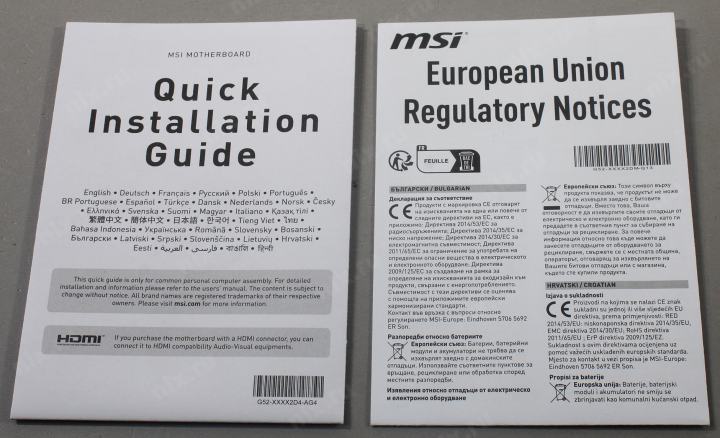 MSI MOTHERBOARD
Quick
Installation
Guide
English • Deutsch • Français • Русский • Polski • Português •
BR Portuguese • Español • Türkçe • Dansk • Nederlands • Norsk • Česky
• Ελληνικά • Svenska • Suomi • Magyar • Italiano • Қазақ тілі •
繁體中文 • 简体中文 • 日本語 • 한국어 • Tieng Viet • ไทย •
Bahasa Indonesia • Українська • Română • Slovensky • Bosanski •
Български • Latviski • Srpski • Slovenščina • Lietuvių • Hrvatski •
Eesti • العربية • فارسی • বাঙালি • हिन्दी
This quick guide is only for common personal computer assembly. For detailed
installation and information please refer to the users' manual. The content is subject to
change without notice. All brand names are registered trademarks of their respective
owners. Please visit msi.com for more information.
HDMI
If you purchase the motherboard with a HDMI connector, you can
connect it to HDMI compatibility Audio-Visual equipments.
G52-XXXX2D4-AG4
msi
European Union
Regulatory Notices
FR
FEUILLE
G52-XXXX2DM-G13
БЪЛГАРСКИ / BULGARIAN
Декларация за съответствие
CE Продукти с маркировка CE отговарят
на изискванията на една или повече от
следните директиви на ЕС, както е
приложимо: Директива 2014/53/ЕС за
радиосъоръженията; Директива 2014/35/ЕС за
ниско напрежение; Директива 2014/30/ЕС за
електромагнитна съвместимост; Директива
2011/65/ЕС за ограничение за употребата на
определени опасни вещества в електрическото
и електронното оборудване; Директива
2009/125/ЕС за създаване на рамка за
определяне на изисквания за екодизайн към
продукти, свързани с енергопотреблението.
Съвместимост с тези директиви се оценява
с помощта на приложимите европейски
хармонизирани стандарти.
Контакт във връзка с въпроси относно
регулирането MSI-Europe: Eindhoven 5706 5692
ER Son.
Разпоредби относно батериите
Европейски съюз: Батерии, батерийни
модули и акумулатори не трябва да се
изхвърлят заедно с домакинските
отпадъци. Използвайте съответните пунктове за
връщане, рециклиране или обработка според
местните разпоредби.
Изявления относно отпадъци от електрическо
и електронно оборудване
Европейски съюз: Този символ върху
продукта показва, че продуктът не може
да се изхвърля заедно с битовите
отпадъци. Вместо това, Ваша
отговорност е да изхвърлите своите отпадъци от
електрическо и електронно оборудване, като ги
предадете в съответния пункт за събиране на
отпадъци за рециклиране. За повече
информация относно това къде можете да
занесете отпадъците от оборудването за
рециклиране, свържете се с местната община,
оператора, отговарящ за изхвърлянето на
Вашите битови отпадъци или с магазина,
където сте купили продукта.
HRVATSKI / CROATIAN
Izjava o sukladnosti
CE Proizvodi na kojima se nalazi CE znak
sukladni su jednoj ili više sljedećih EU
direktiva, prema primjerjivosti: RED
2014/53/EU; niskonaponska direktiva 2014/35/EU,
EMC direktiva 2014/30/EU; RoHS direktiva
2011/65/EU ; ErP direktiva 2009/125/EZ.
Sukladnost s ovim direktivama ocjenjuje se
pomoću važećih usklađenih europskih standarda.
Mjesto za kontakt u vezi propisa je MSI-Europe:
Eindhoven 5706 5692 ER Son.
Propisi za baterije
Europska unija: Baterije, baterijski
moduli i akumulatori ne smiju se
zbrinjavati kao komunalni kućanski otpad.